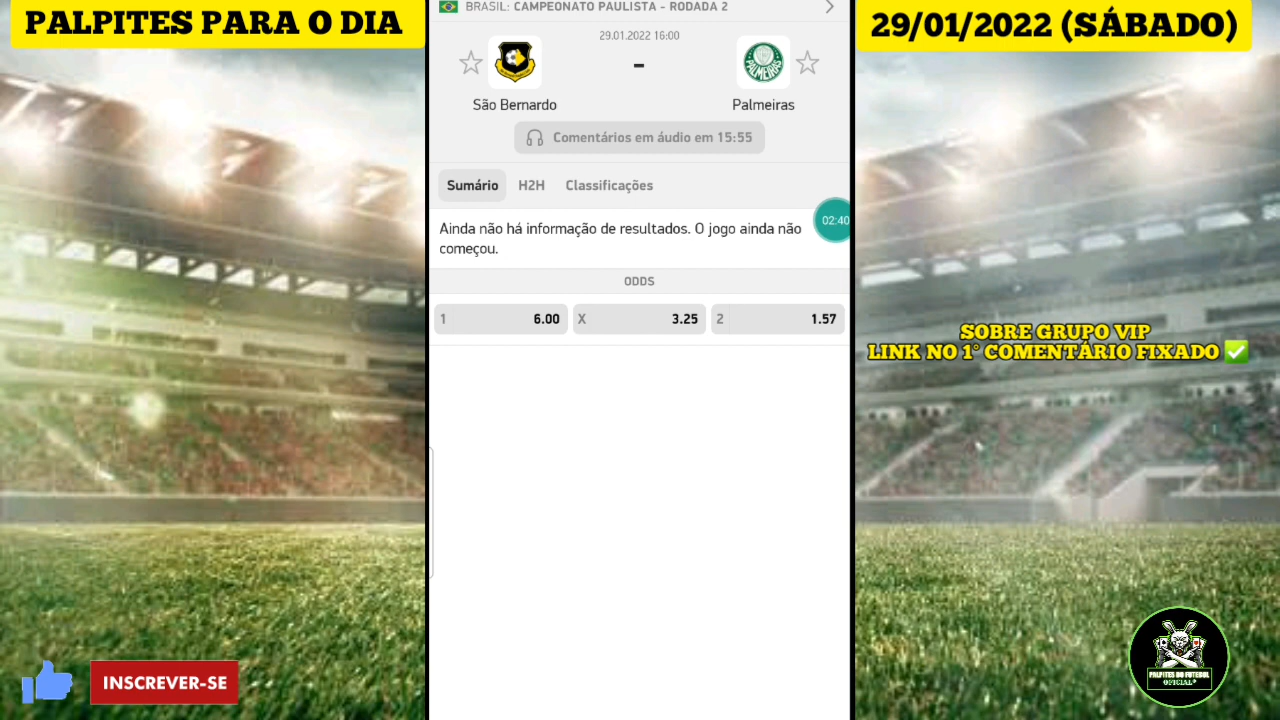 PALPITES PARA O DIA
BRASIL: CAMPEONATO PAULISTA - RODADA 2
29/01/2022 (SÁBADO)
29.01.2022 16:00
-
São Bernardo
Palmeiras
PALMEIRAS
Comentários em áudio em 15:55
Sumário H2H Classificações
02:40
Ainda não há informação de resultados. O jogo ainda não
começou.
ODDS
1 6.00 X 3.25 2 1.57
SOBRE GRUPO VIP
LINK NO 1° COMENTÁRIO FIXADO ✅
INSCREVER-SE
PALPITES DO FUTEBOL
OFICIAL®